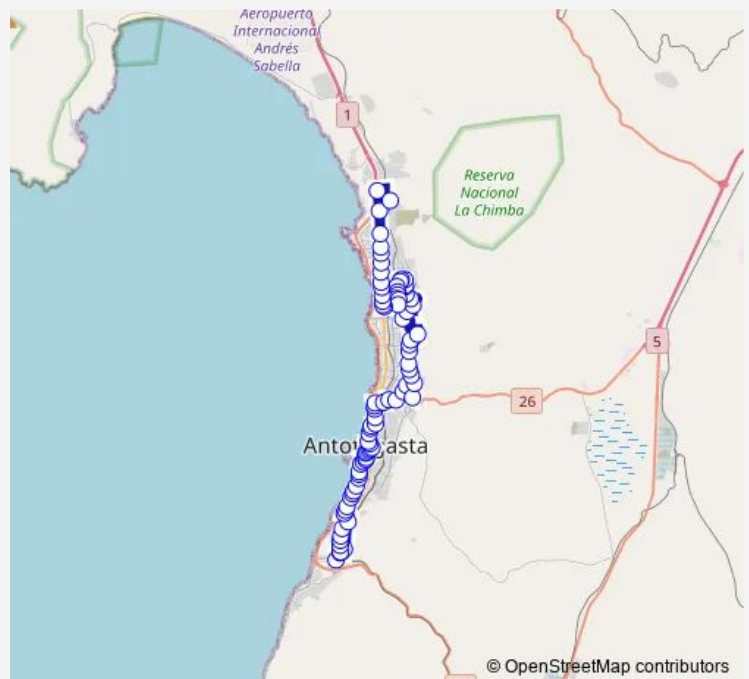 Aeropuerto
Internacional
Andrés
Sabella
1
Reserva
Nacional
La Chimba
5
26
© OpenStreetMap contributors